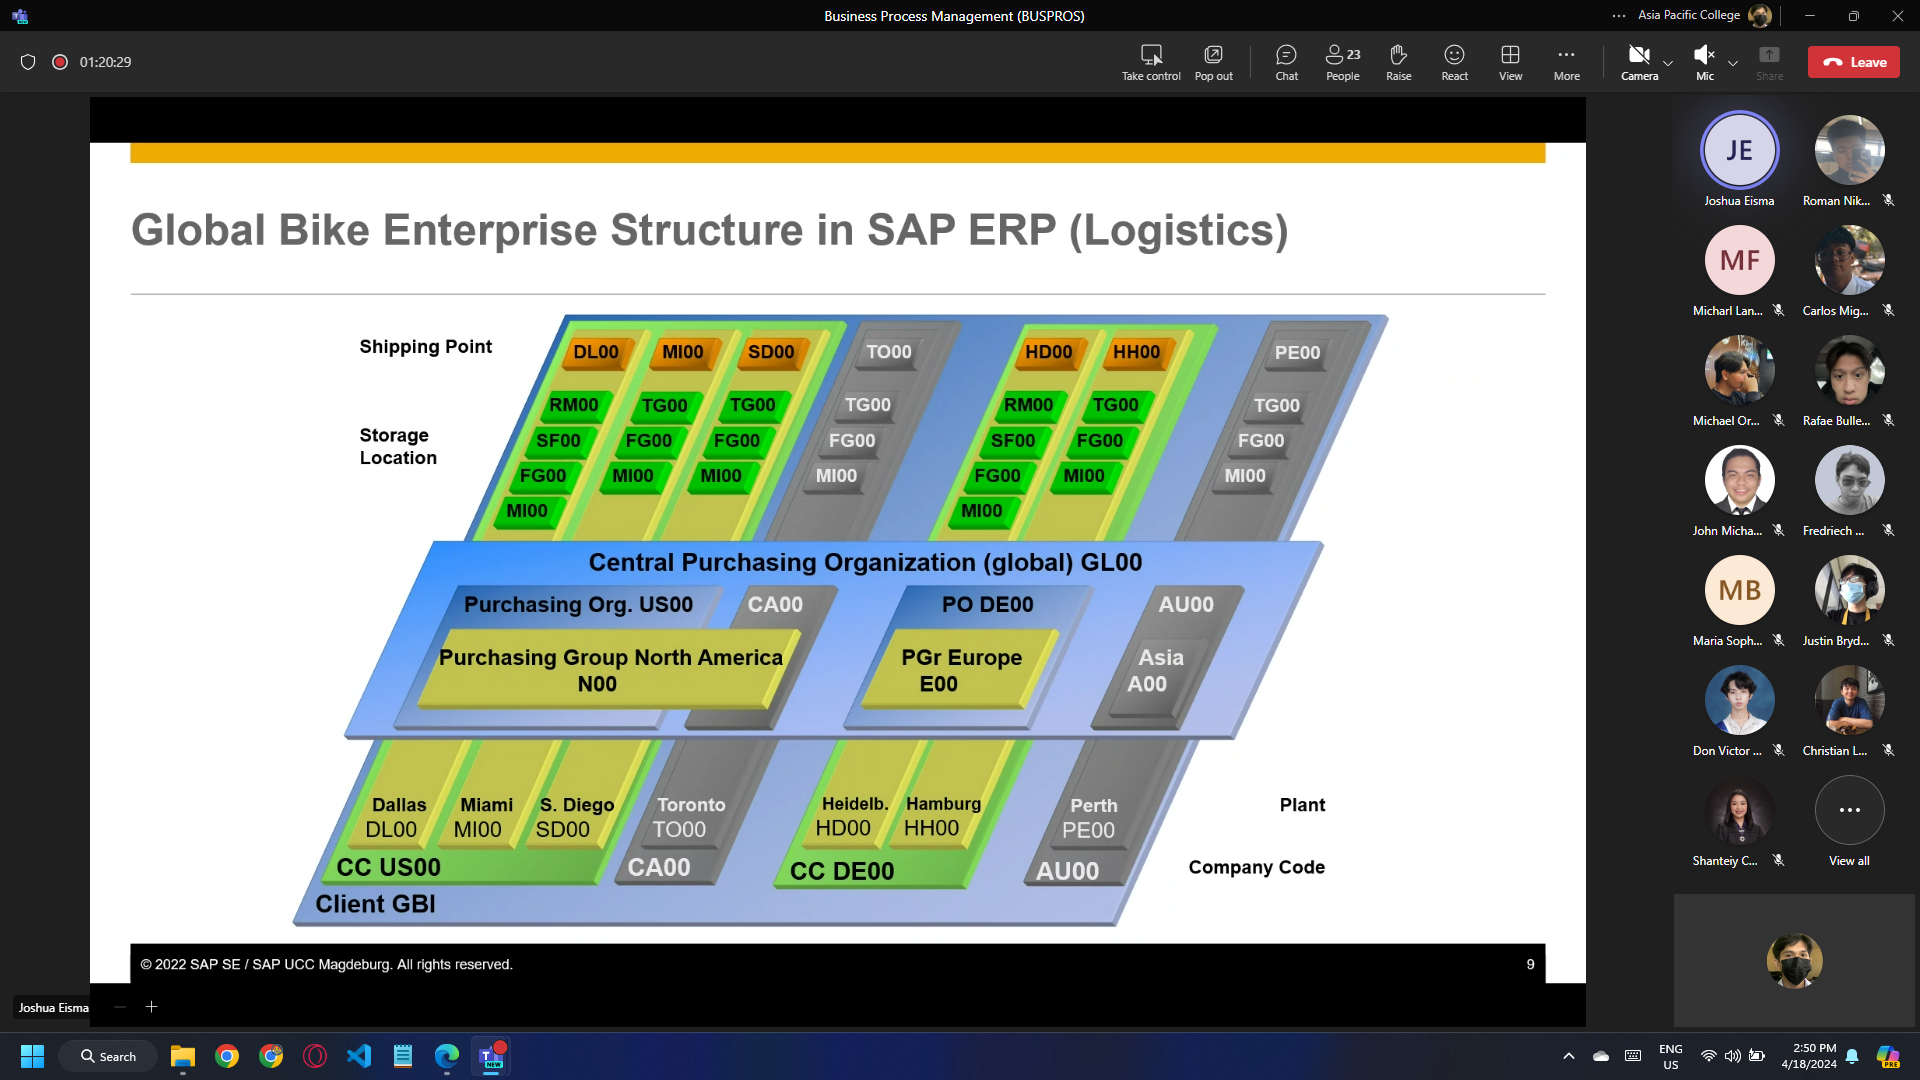 Business Process Management (BUSPROS)
Asia Pacific College
01:20:29
Take control
Pop out
Chat
23
People
Raise
React
View
More
Camera
Mic
Share
Leave
Global Bike Enterprise Structure in SAP ERP (Logistics)
Shipping Point
DL00 MI00 SD00 TO00 HD00 HH00 PE00
Storage
Location
RM00 TG00 TG00 TG00 RM00 TG00 TG00
SF00 FG00 FG00 FG00 SF00 FG00 FG00
FG00 MI00 MI00 MI00 FG00 MI00 MI00
MI00 MI00
Central Purchasing Organization (global) GL00
Purchasing Org. US00 CA00 PO DE00 AU00
Purchasing Group North America PGr Europe Asia
N00 E00 A00
Dallas Miami S. Diego Toronto Heidelb. Hamburg Perth Plant
DL00 MI00 SD00 TO00 HD00 HH00 PE00
CC US00 CA00 CC DE00 AU00 Company Code
Client GBI
© 2022 SAP SE / SAP UCC Magdeburg. All rights reserved.
9
Joshua Eisma
JE
Joshua Eisma
Roman Nik...
MF
Micharl Lan...
Carlos Mig...
Michael Or...
Rafae Bulle...
John Micha...
Fredriech ...
MB
Maria Soph...
Justin Bryd...
Don Victor ...
Christian L...
Shanteiy C...
View all
Search
NEW
ENG
US
2:50 PM
4/18/2024
PRE